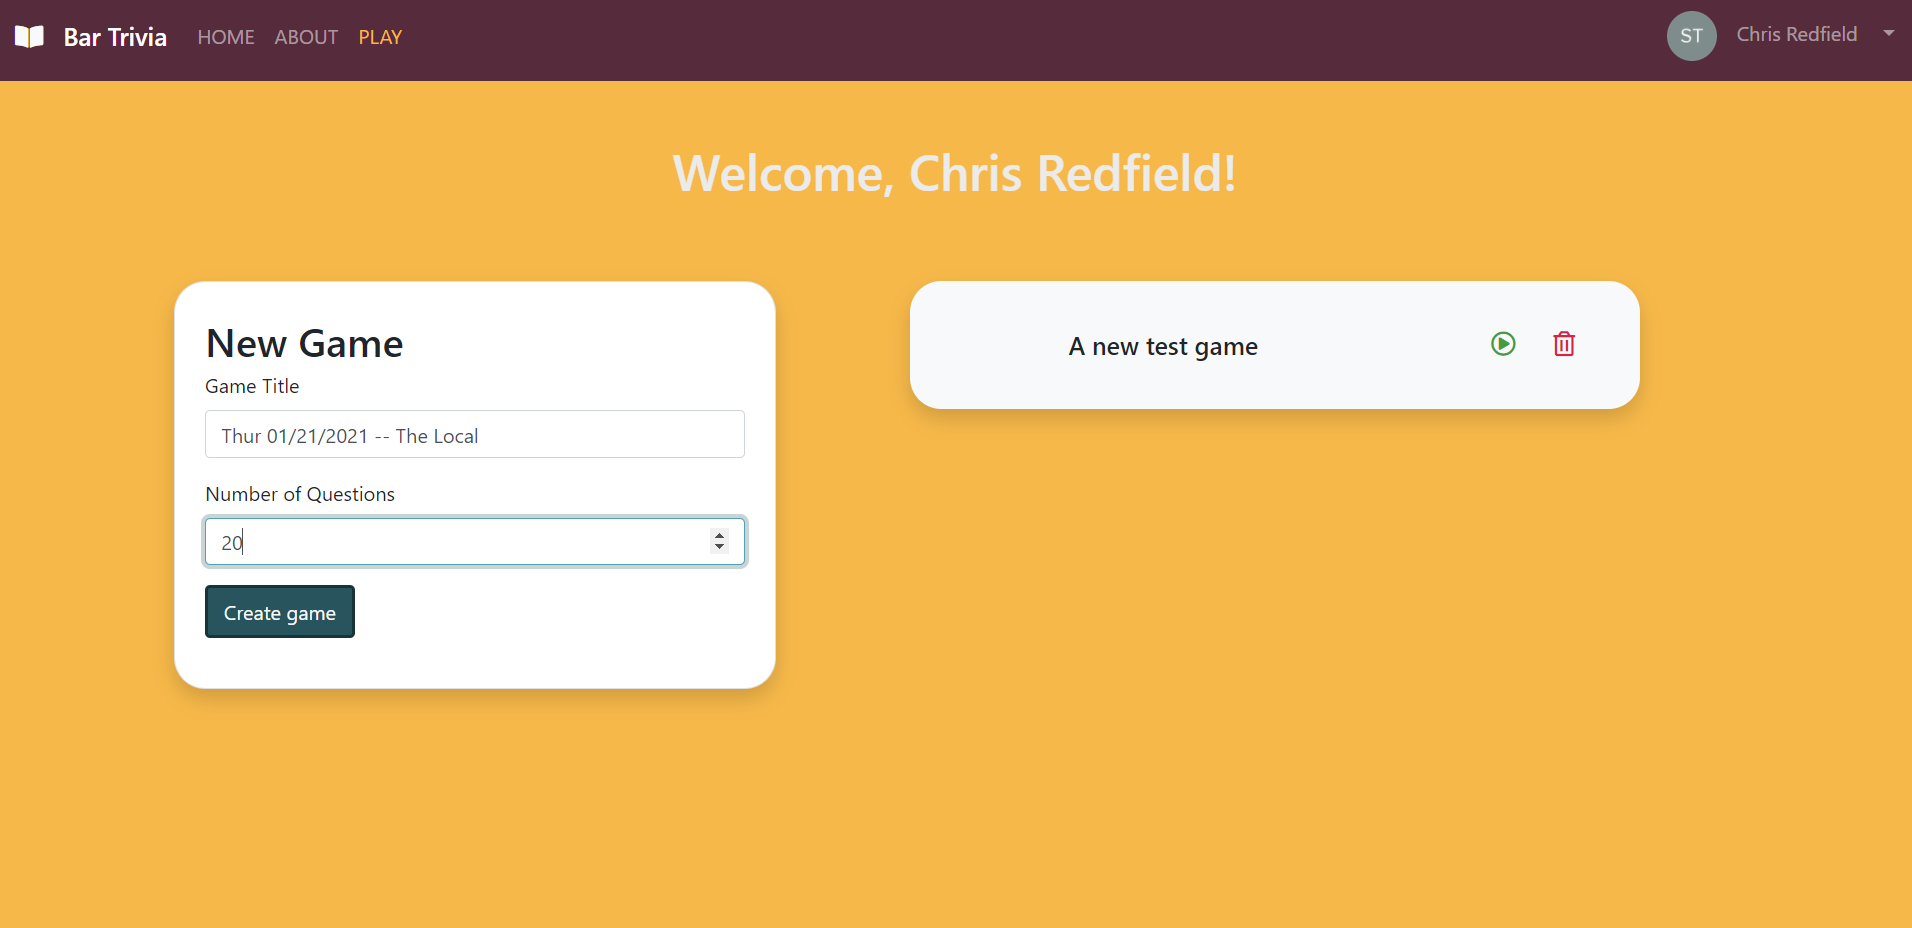 Bar Trivia HOME ABOUT PLAY ST Chris Redfield
Welcome, Chris Redfield!
New Game
Game Title
Thur 01/21/2021 -- The Local
Number of Questions
20
Create game
A new test game